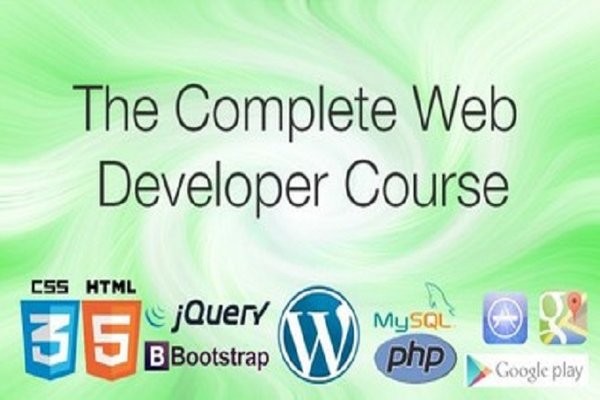 The Complete Web
Developer Course
CSS HTML
3 5
jQuery
B Bootstrap
W
MySQL
php
g
Google play